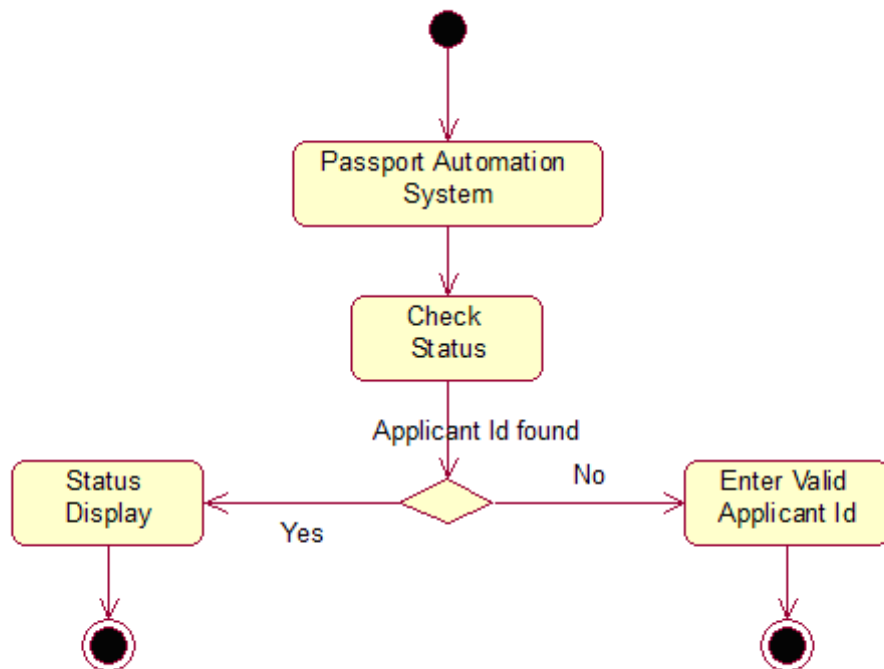 Passport Automation
System
Check
Status
Applicant Id found
Status
Display
Yes
No
Enter Valid
Applicant Id